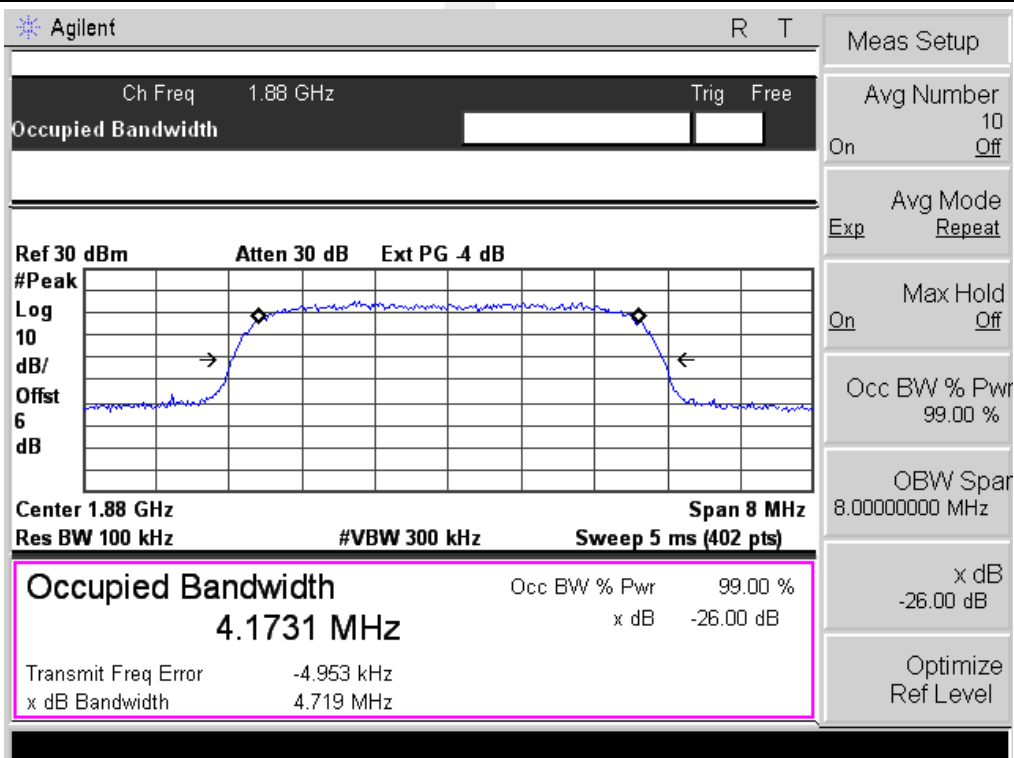 Agilent R T
Meas Setup
Ch Freq 1.88 GHz Trig Free
Occupied Bandwidth
Avg Number
10
On Off
Avg Mode
Exp Repeat
Ref 30 dBm Atten 30 dB Ext PG -4 dB
#Peak
Log
10
dB/
Offst
6
dB
Max Hold
On Off
Occ BW % Pwr
99.00 %
Center 1.88 GHz Span 8 MHz
Res BW 100 kHz #VBW 300 kHz Sweep 5 ms (402 pts)
OBW Span
8.00000000 MHz
Occupied Bandwidth Occ BW % Pwr 99.00 %
4.1731 MHz x dB -26.00 dB
Transmit Freq Error -4.953 kHz
x dB Bandwidth 4.719 MHz
x dB
-26.00 dB
Optimize
Ref Level